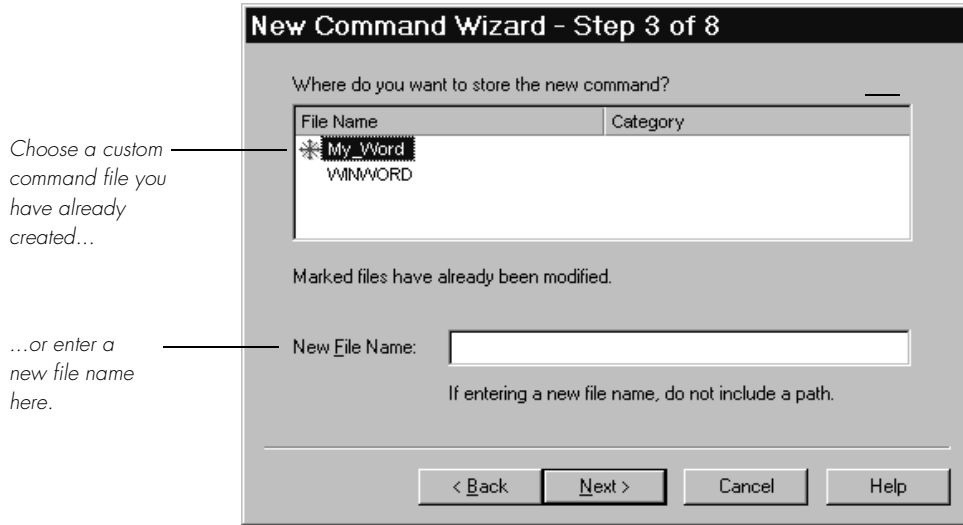 New Command Wizard - Step 3 of 8
Where do you want to store the new command?
File Name Category
Choose a custom
command file you
have already
created...
My_Word
WINWORD
Marked files have already been modified.
...or enter a
new file name
here.
New File Name:
If entering a new file name, do not include a path.
< Back Next > Cancel Help